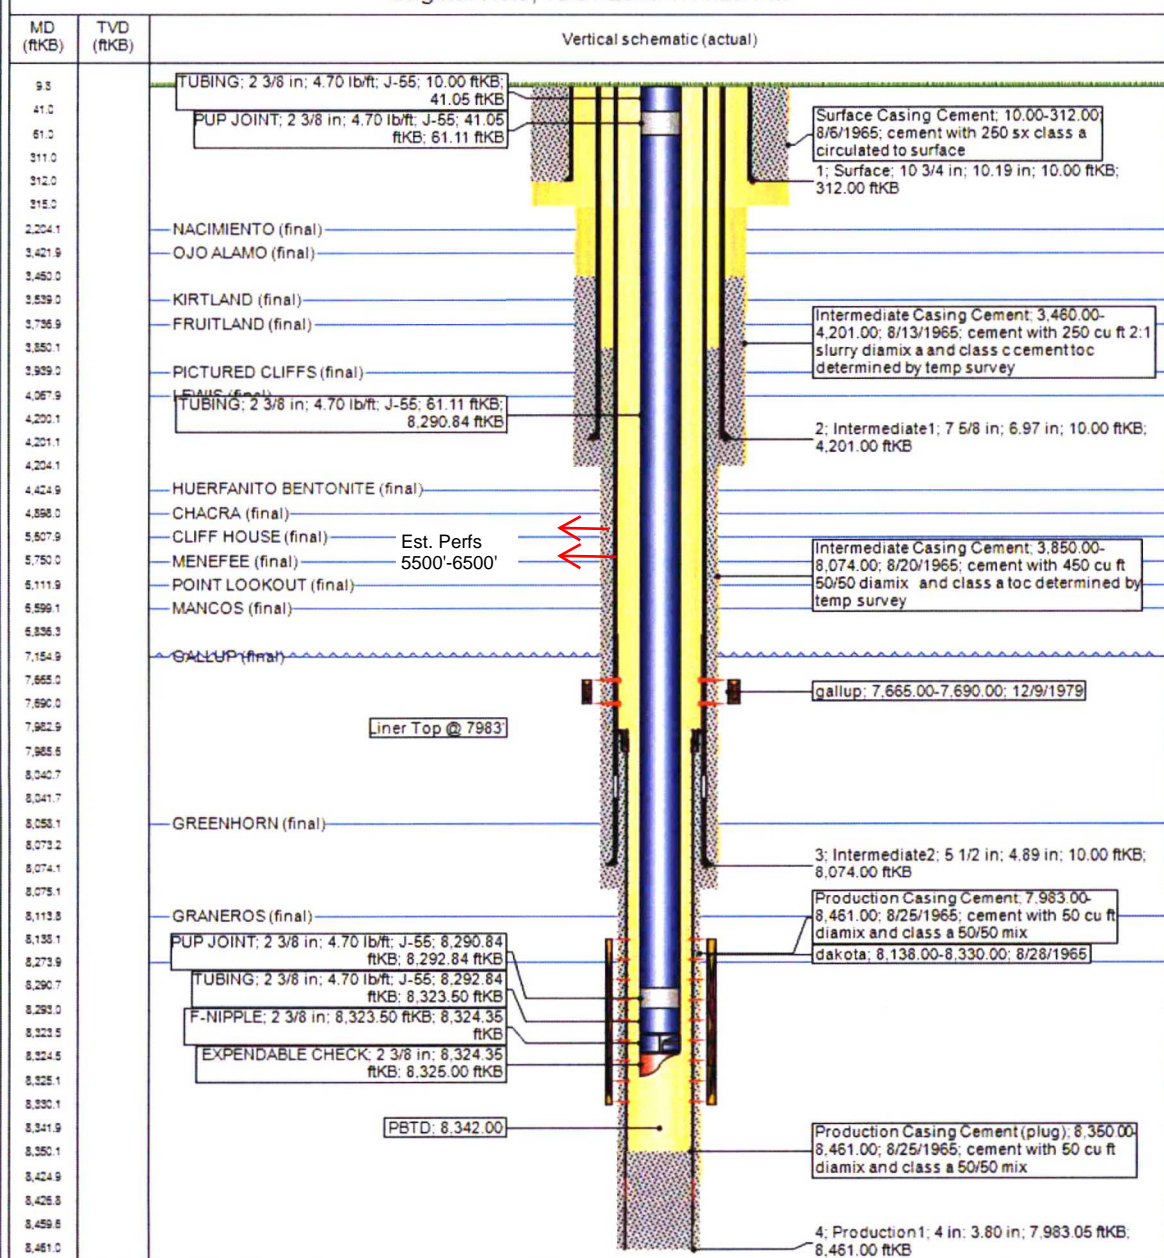 MD
(ftKB)
TVD
(ftKB)
Vertical schematic (actual)
9.8
41.0
61.0
311.0
312.0
315.0
2,204.1
3,421.9
3,460.0
3,539.0
3,736.9
3,850.1
3,939.0
4,067.9
4,200.1
4,201.1
4,204.1
4,424.9
4,898.0
5,507.9
5,750.0
6,111.9
6,599.1
6,836.3
7,154.9
7,665.0
7,690.0
7,982.9
7,985.6
8,040.7
8,041.7
8,058.1
8,073.2
8,074.1
8,075.1
8,113.8
8,138.1
8,273.9
8,290.7
8,293.0
8,323.5
8,324.5
8,325.1
8,330.1
8,341.9
8,350.1
8,424.9
8,426.8
8,459.6
8,461.0
TUBING; 2 3/8 in; 4.70 lb/ft; J-55; 10.00 ftKB;
41.05 ftKB
PUP JOINT; 2 3/8 in; 4.70 lb/ft; J-55; 41.05
ftKB; 61.11 ftKB
NACIMIENTO (final)
OJO ALAMO (final)
KIRTLAND (final)
FRUITLAND (final)
PICTURED CLIFFS (final)
LEWIS (final)
TUBING; 2 3/8 in; 4.70 lb/ft; J-55; 61.11 ftKB;
8,290.84 ftKB
HUERFANITO BENTONITE (final)
CHACRA (final)
CLIFF HOUSE (final)
MENEFEE (final)
POINT LOOKOUT (final)
MANCOS (final)
Est. Perfs
5500'-6500'
GALLUP (final)
Liner Top @ 7983'
GREENHORN (final)
GRANEROS (final)
PUP JOINT; 2 3/8 in; 4.70 lb/ft; J-55; 8,290.84
ftKB; 8,292.84 ftKB
TUBING; 2 3/8 in; 4.70 lb/ft; J-55; 8,292.84
ftKB; 8,323.50 ftKB
F-NIPPLE; 2 3/8 in; 8,323.50 ftKB; 8,324.35
ftKB
EXPENDABLE CHECK; 2 3/8 in; 8,324.35
ftKB; 8,325.00 ftKB
PBTD; 8,342.00
Surface Casing Cement; 10.00-312.00;
8/6/1965; cement with 250 sx class a
circulated to surface
1; Surface; 10 3/4 in; 10.19 in; 10.00 ftKB;
312.00 ftKB
Intermediate Casing Cement; 3,460.00-
4,201.00; 8/13/1965; cement with 250 cu ft 2:1
slurry diamix a and class c cement toc
determined by temp survey
2; Intermediate1; 7 5/8 in; 6.97 in; 10.00 ftKB;
4,201.00 ftKB
Intermediate Casing Cement; 3,850.00-
8,074.00; 8/20/1965; cement with 450 cu ft
50/50 diamix and class a toc determined by
temp survey
gallup; 7,665.00-7,690.00; 12/9/1979
3; Intermediate2; 5 1/2 in; 4.89 in; 10.00 ftKB;
8,074.00 ftKB
Production Casing Cement; 7,983.00-
8,461.00; 8/25/1965; cement with 50 cu ft
diamix and class a 50/50 mix
dakota; 8,138.00-8,330.00; 8/28/1965
Production Casing Cement (plug); 8,350.00-
8,461.00; 8/25/1965; cement with 50 cu ft
diamix and class a 50/50 mix
4; Production1; 4 in; 3.80 in; 7,983.05 ftKB;
8,461.00 ftKB